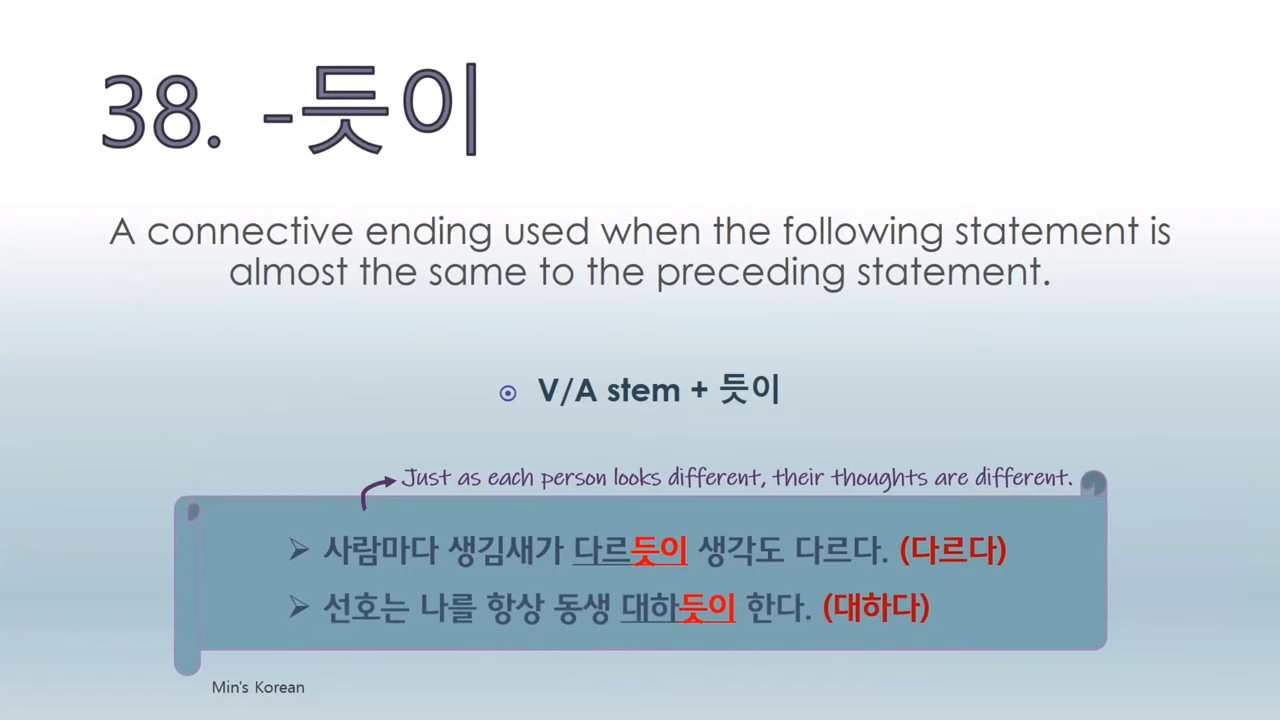 38. -듯이
A connective ending used when the following statement is
almost the same to the preceding statement.
V/A stem + 듯이
Just as each person looks different, their thoughts are different.
사람마다 생김새가 다르듯이 생각도 다르다. (다르다)
선호는 나를 항상 동생 대하듯이 한다. (대하다)
Min's Korean